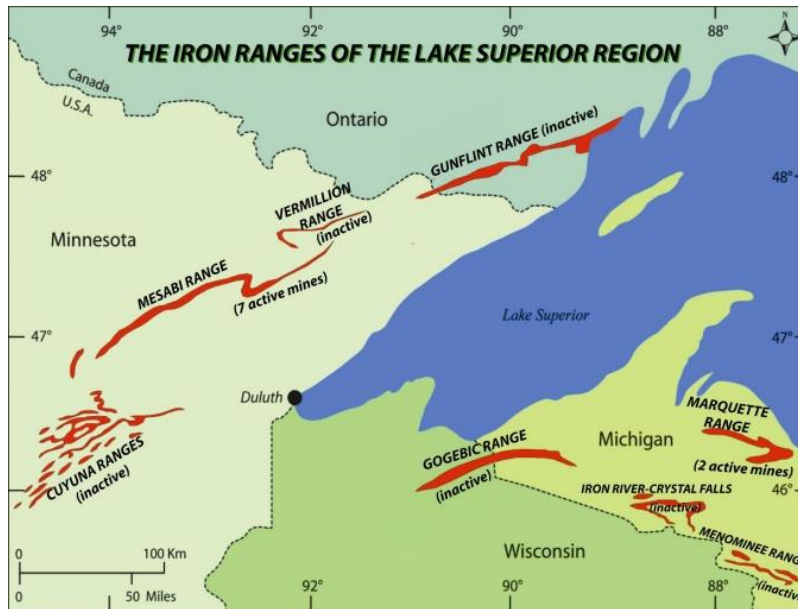 94°
92°
90°
88°
N
THE IRON RANGES OF THE LAKE SUPERIOR REGION
Canada
U.S.A.
Ontario
GUNFLINT RANGE (inactive)
48°
48°
VERMILLION
RANGE
(inactive)
Minnesota
MESABI RANGE
(7 active mines)
47°
Lake Superior
47°
Duluth
MARQUETTE
RANGE
Michigan
(2 active mines)
GOGEBIC RANGE
(inactive)
CUYUNA RANGES
(inactive)
46°
IRON RIVER-CRYSTAL FALLS
(inactive)
MENOMINEE RANG
(inactiv
Wisconsin
0 100 Km
0 50 Miles
92°
90°
88°